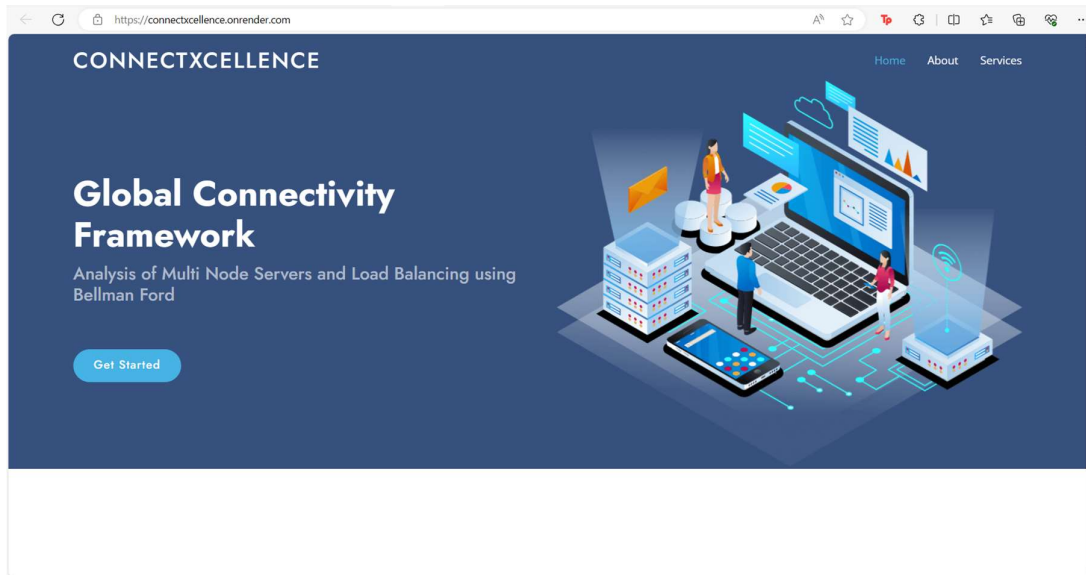 https://connectxcellence.onrender.com
CONNECTXCELLENCE
Home About Services
Global Connectivity
Framework
Analysis of Multi Node Servers and Load Balancing using
Bellman Ford
Get Started